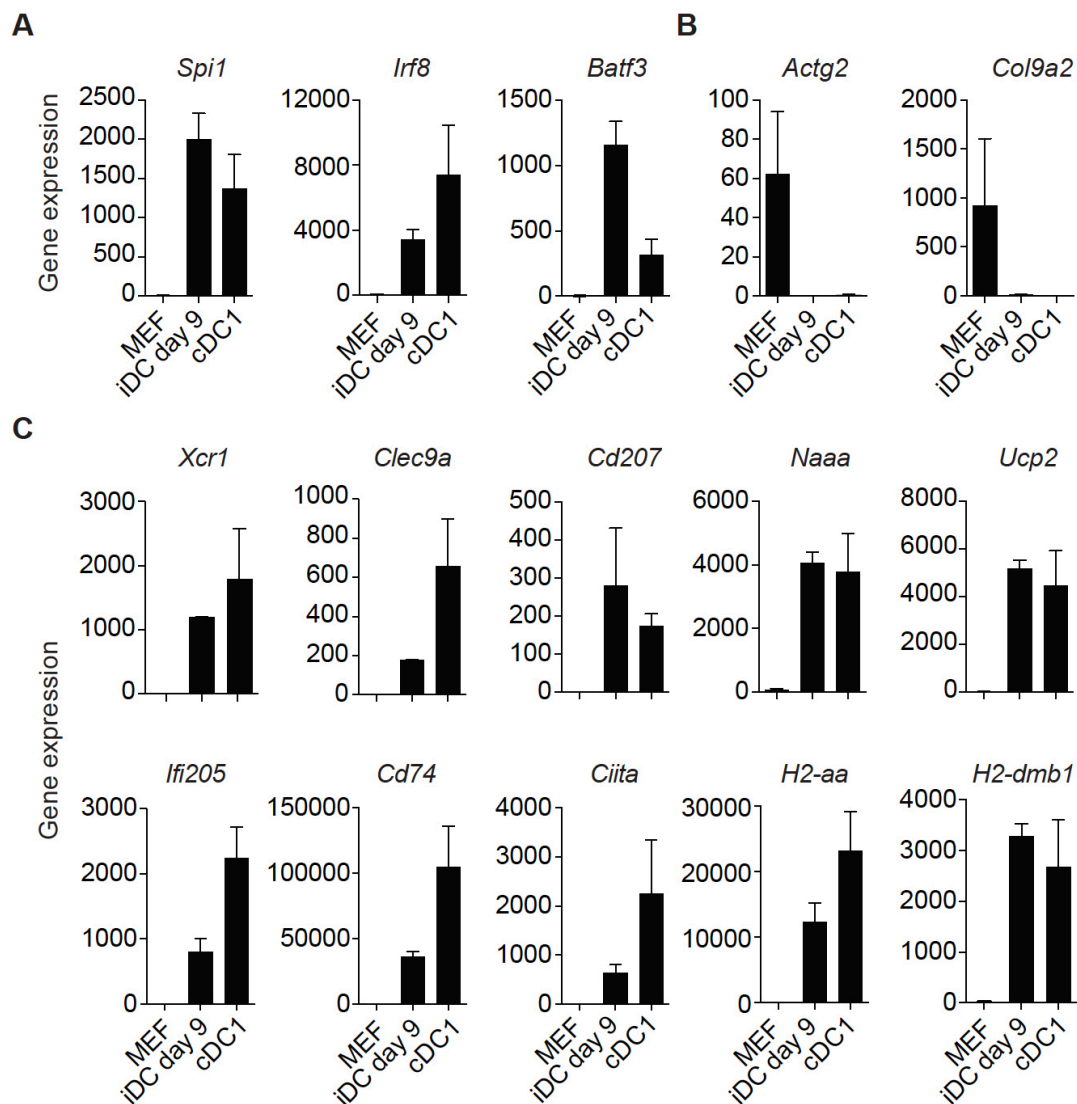 A
B
Spi1
Irf8
Batf3
Actg2
Col9a2
Gene expression
2500
2000
1500
1000
500
0
MEF
iDC day 9
cDC1
12000
8000
4000
0
MEF
iDC day 9
cDC1
1500
1000
500
0
MEF
iDC day 9
cDC1
100
80
60
40
20
0
MEF
iDC day 9
cDC1
2000
1500
1000
500
0
MEF
iDC day 9
cDC1
C
Gene expression
Xcr1
Clec9a
Cd207
Naaa
Ucp2
3000
2000
1000
0
1000
800
600
400
200
0
500
400
300
200
100
0
6000
4000
2000
0
8000
6000
4000
2000
0
Ifi205
Cd74
Ciita
H2-aa
H2-dmb1
3000
2000
1000
0
MEF
iDC day 9
cDC1
150000
100000
50000
0
MEF
iDC day 9
cDC1
4000
3000
2000
1000
0
MEF
iDC day 9
cDC1
30000
20000
10000
0
MEF
iDC day 9
cDC1
4000
3000
2000
1000
0
MEF
iDC day 9
cDC1